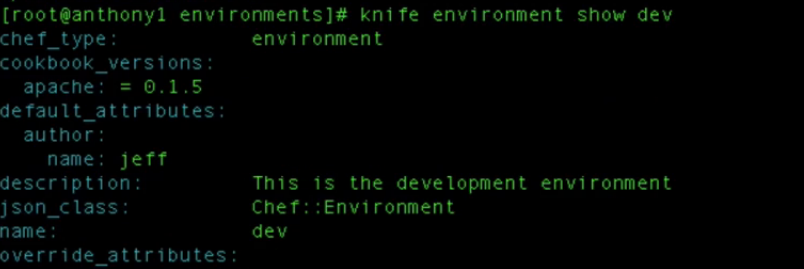 [root@anthony1 environments]# knife environment show dev
chef_type:           environment
cookbook_versions:
  apache: = 0.1.5
default_attributes:
  author:
    name: jeff
description:         This is the development environment
json_class:          Chef::Environment
name:                dev
override_attributes: